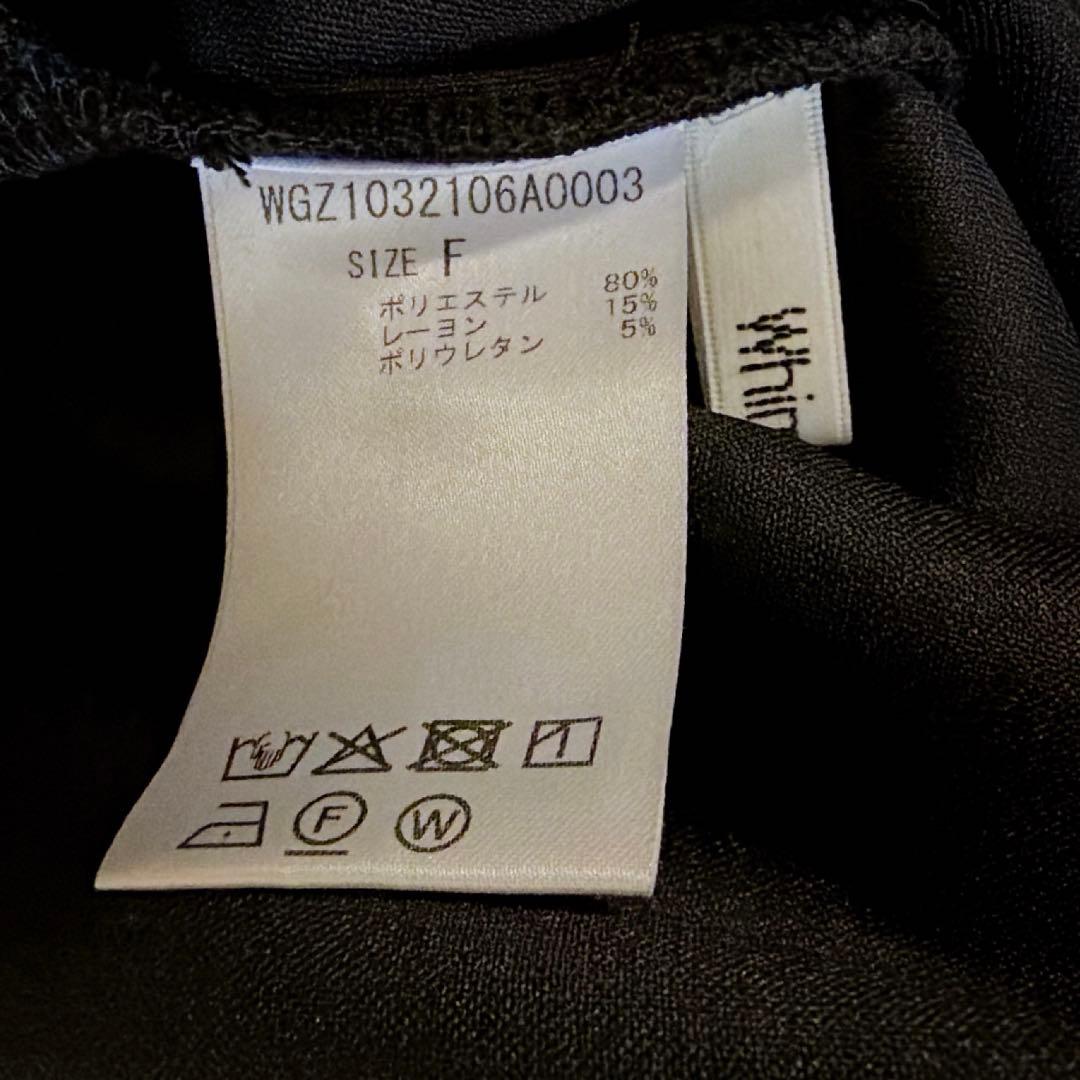 WGZ1032106A0003
SIZE F
ポリエステル 80%
レーヨン 15%
ポリウレタン 5%
F W